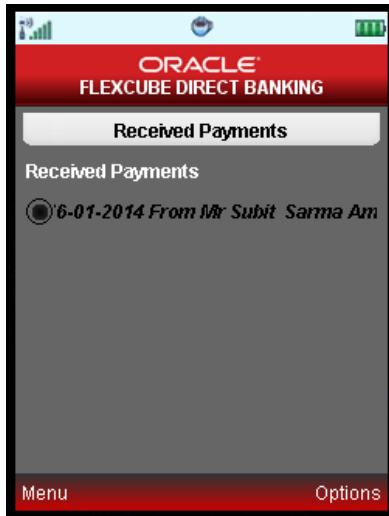 ORACLE®
FLEXCUBE DIRECT BANKING
Received Payments
Received Payments
6-01-2014 From Mr Subit Sarma Am
Menu
Options